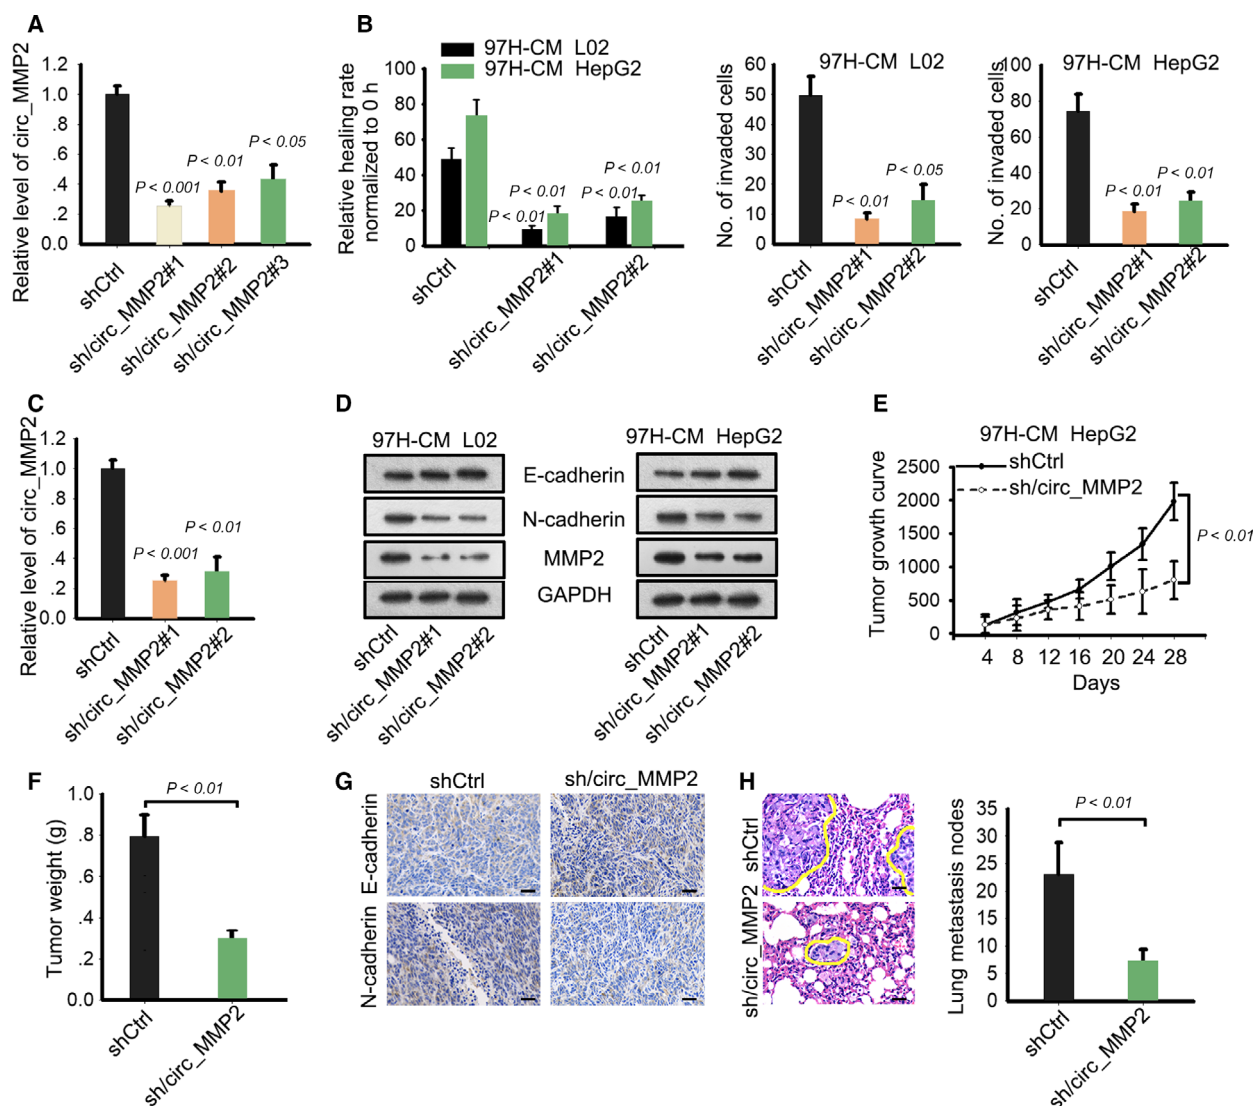 A
Relative level of circ_MMP2
1.2
1.0
.8
.6
.4
.2
0.0
P < 0.001
P < 0.01
P < 0.05
shCtrl
sh/circ_MMP2#1
sh/circ_MMP2#2
sh/circ_MMP2#3
B
97H-CM L02
97H-CM HepG2
Relative healing rate
normalized to 0 h
100
80
60
40
20
0
P < 0.01
P < 0.01
P < 0.01
P < 0.01
shCtrl
sh/circ_MMP2#1
sh/circ_MMP2#2
97H-CM L02
No. of invaded cells
60
50
40
30
20
10
0
P < 0.01
P < 0.05
shCtrl
sh/circ_MMP2#1
sh/circ_MMP2#2
97H-CM HepG2
No. of invaded cells
100
80
60
40
20
0
P < 0.01
P < 0.01
shCtrl
sh/circ_MMP2#1
sh/circ_MMP2#2
C
Relative level of circ_MMP2
1.2
1.0
.8
.6
.4
.2
0.0
P < 0.001
P < 0.01
shCtrl
sh/circ_MMP2#1
sh/circ_MMP2#2
D
97H-CM L02
97H-CM HepG2
E-cadherin
N-cadherin
MMP2
GAPDH
shCtrl
sh/circ_MMP2#1
sh/circ_MMP2#2
shCtrl
sh/circ_MMP2#1
sh/circ_MMP2#2
E
97H-CM HepG2
shCtrl
sh/circ_MMP2
Tumor growth curve
2500
2000
1500
1000
500
0
P < 0.01
4 8 12 16 20 24 28
Days
F
Tumor weight (g)
1.0
.8
.6
.4
.2
0.0
P < 0.01
shCtrl
sh/circ_MMP2
G
shCtrl
sh/circ_MMP2
E-cadherin
N-cadherin
H
shCtrl
sh/circ_MMP2
Lung metastasis nodes
35
30
25
20
15
10
5
0
P < 0.01
shCtrl
sh/circ_MMP2